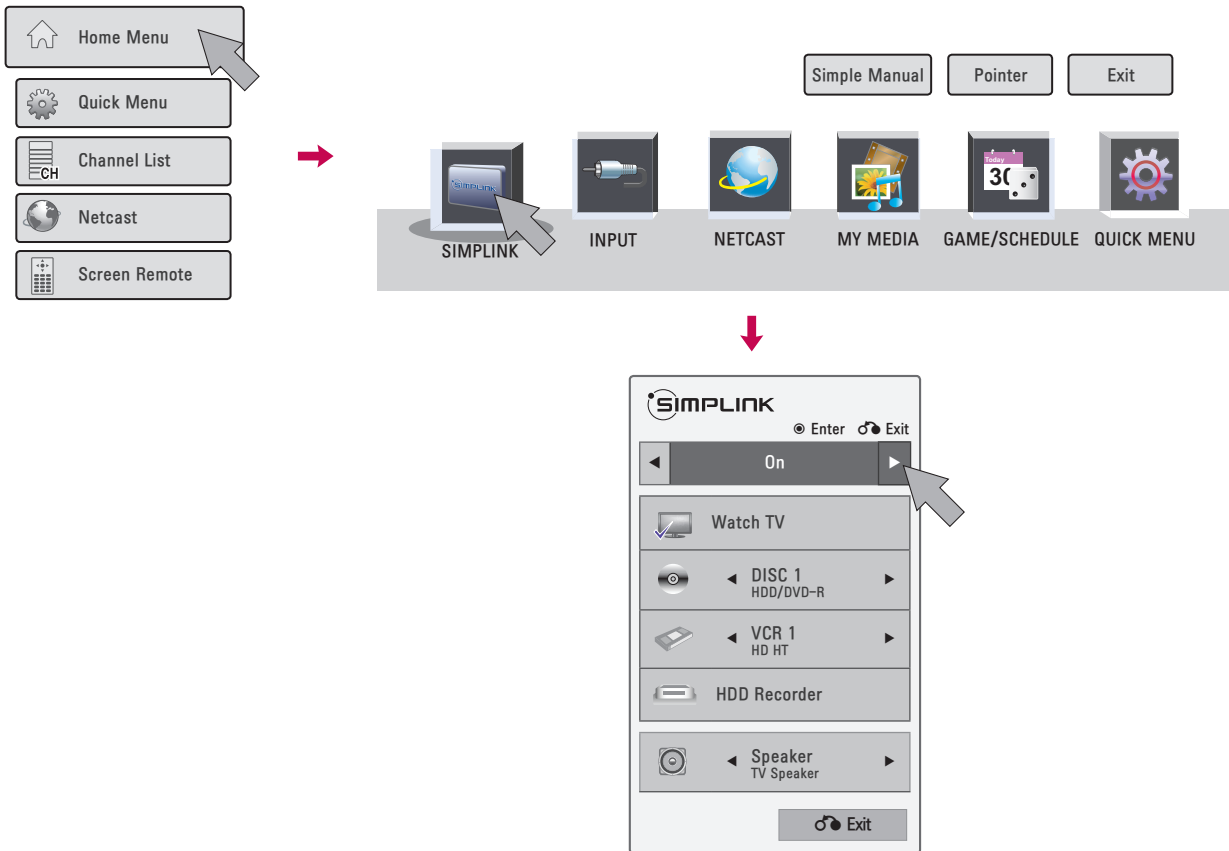 Home Menu
Quick Menu
CH
Channel List
Netcast
Screen Remote
Simple Manual
Pointer
Exit
SIMPLINK
Today
30
SIMPLINK
INPUT
NETCAST
MY MEDIA
GAME/SCHEDULE
QUICK MENU
SIMPLINK
Enter
Exit
On
Watch TV
DISC 1
HDD/DVD-R
VCR 1
HD HT
HDD Recorder
Speaker
TV Speaker
Exit